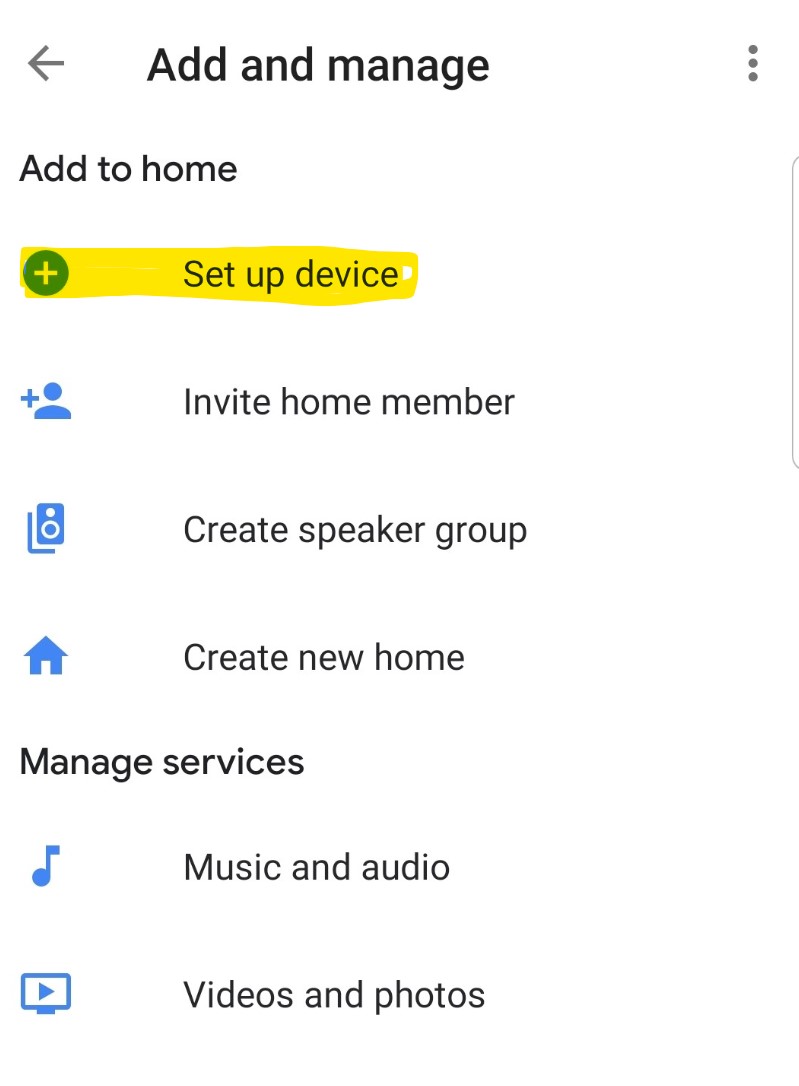 Add and manage
Add to home
Set up device
Invite home member
Create speaker group
Create new home
Manage services
Music and audio
Videos and photos